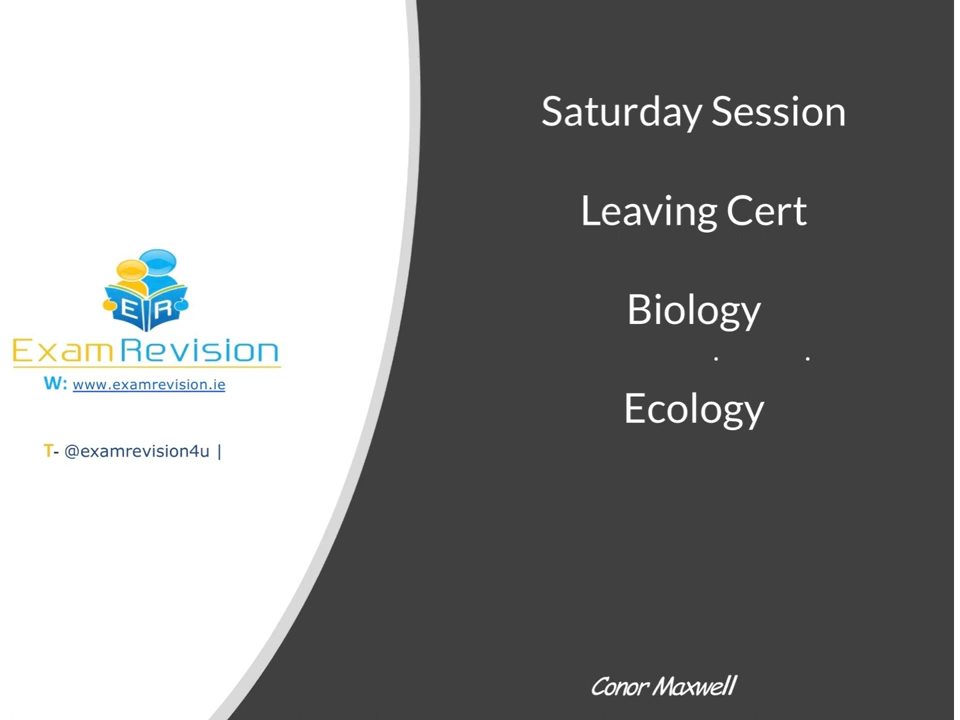 ER
ExamRevision
W: www.examrevision.ie
T- @examrevision4u |
Saturday Session
Leaving Cert
Biology
. .
Ecology
Conor Maxwell